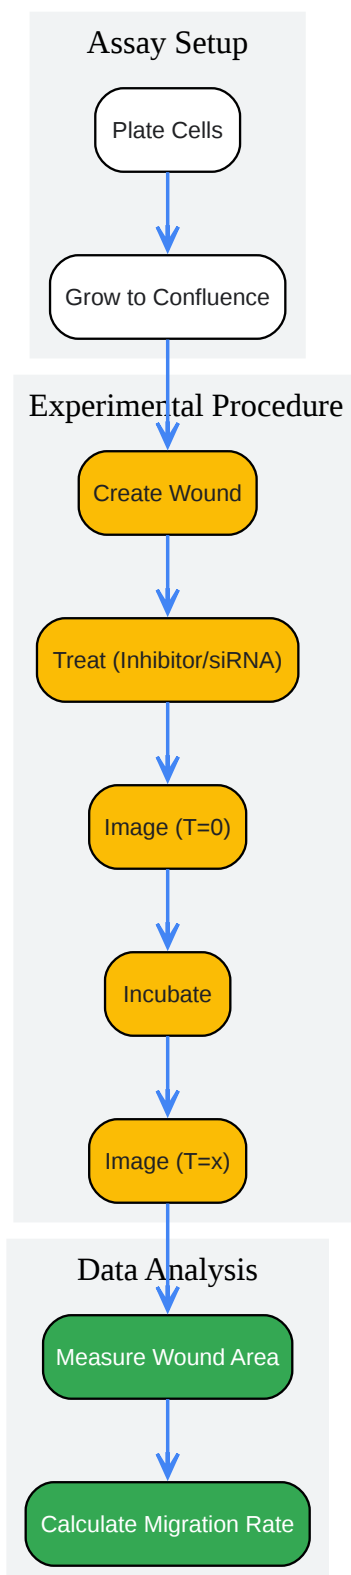 Assay Setup
Plate Cells
Grow to Confluence
Experimental Procedure
Create Wound
Treat (Inhibitor/siRNA)
Image (T=0)
Incubate
Image (T=x)
Data Analysis
Measure Wound Area
Calculate Migration Rate